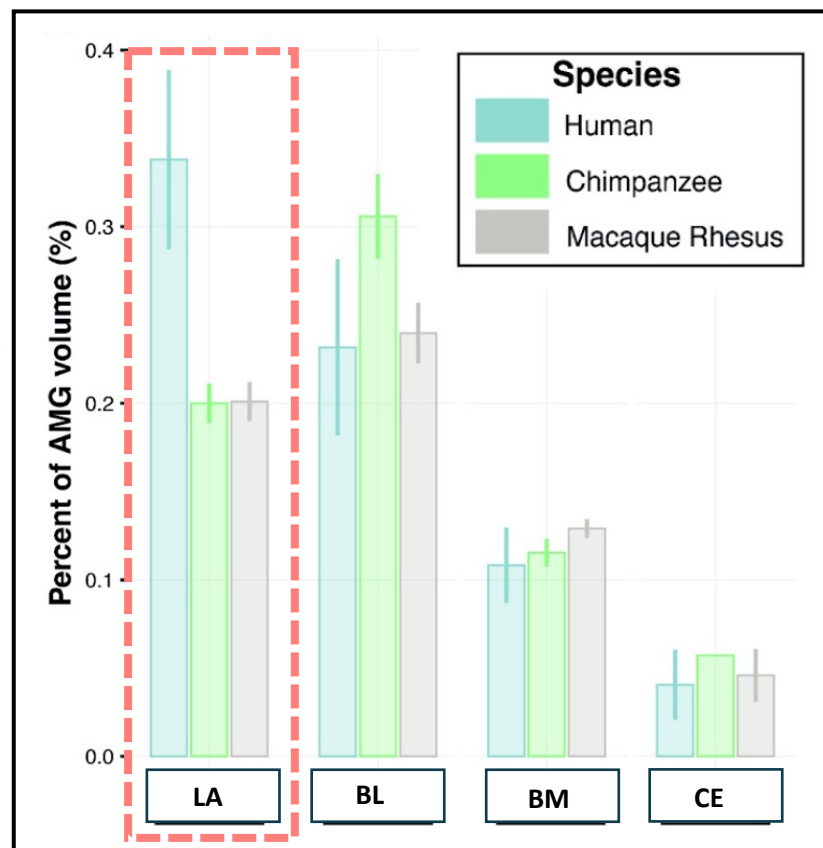 Percent of AMG volume (%)
0.4
0.3
0.2
0.1
0.0
Species
Human
Chimpanzee
Macaque Rhesus
LA
BL
BM
CE